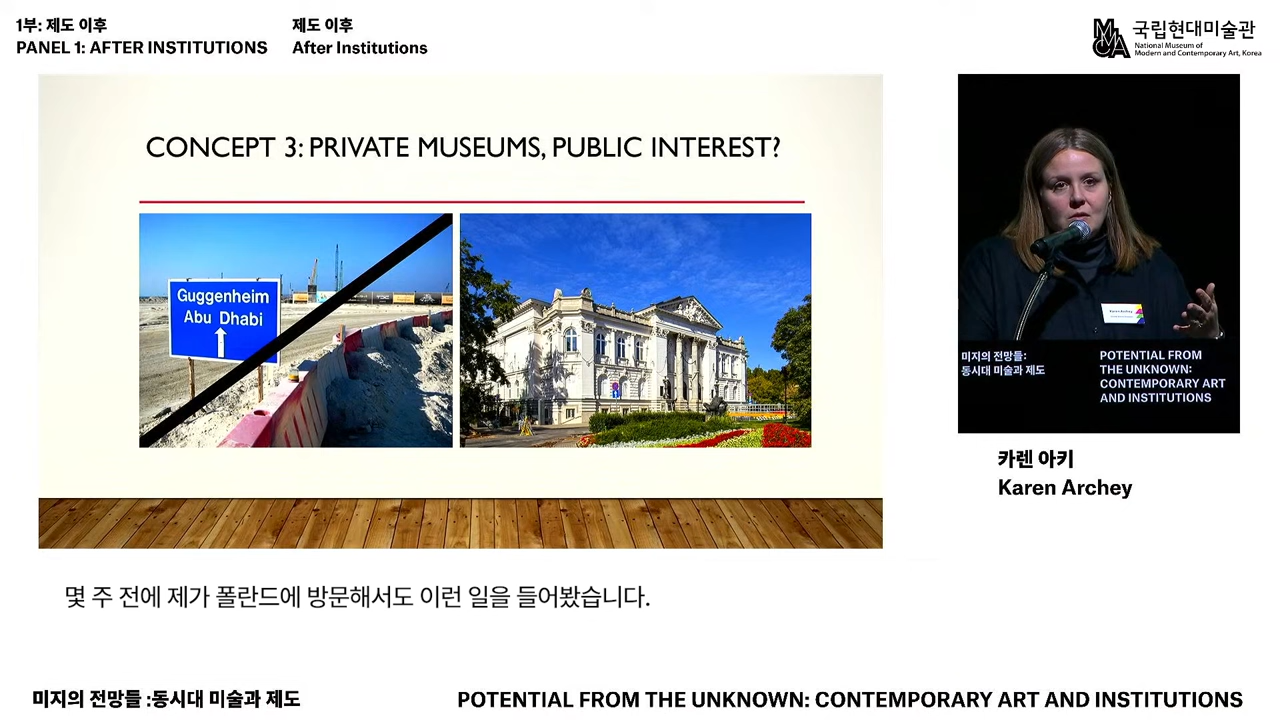 1부: 제도 이후
PANEL 1: AFTER INSTITUTIONS
제도 이후
After Institutions
MMCA
국립현대미술관
National Museum of
Modern and Contemporary Art, Korea
CONCEPT 3: PRIVATE MUSEUMS, PUBLIC INTEREST?
Guggenheim
Abu Dhabi
Karen Archey
미지의 전망들:
동시대 미술과 제도
POTENTIAL FROM
THE UNKNOWN:
CONTEMPORARY ART
AND INSTITUTIONS
카렌 아키
Karen Archey
몇 주 전에 제가 폴란드에 방문해서도 이런 일을 들어봤습니다.
미지의 전망들 :동시대 미술과 제도
POTENTIAL FROM THE UNKNOWN: CONTEMPORARY ART AND INSTITUTIONS